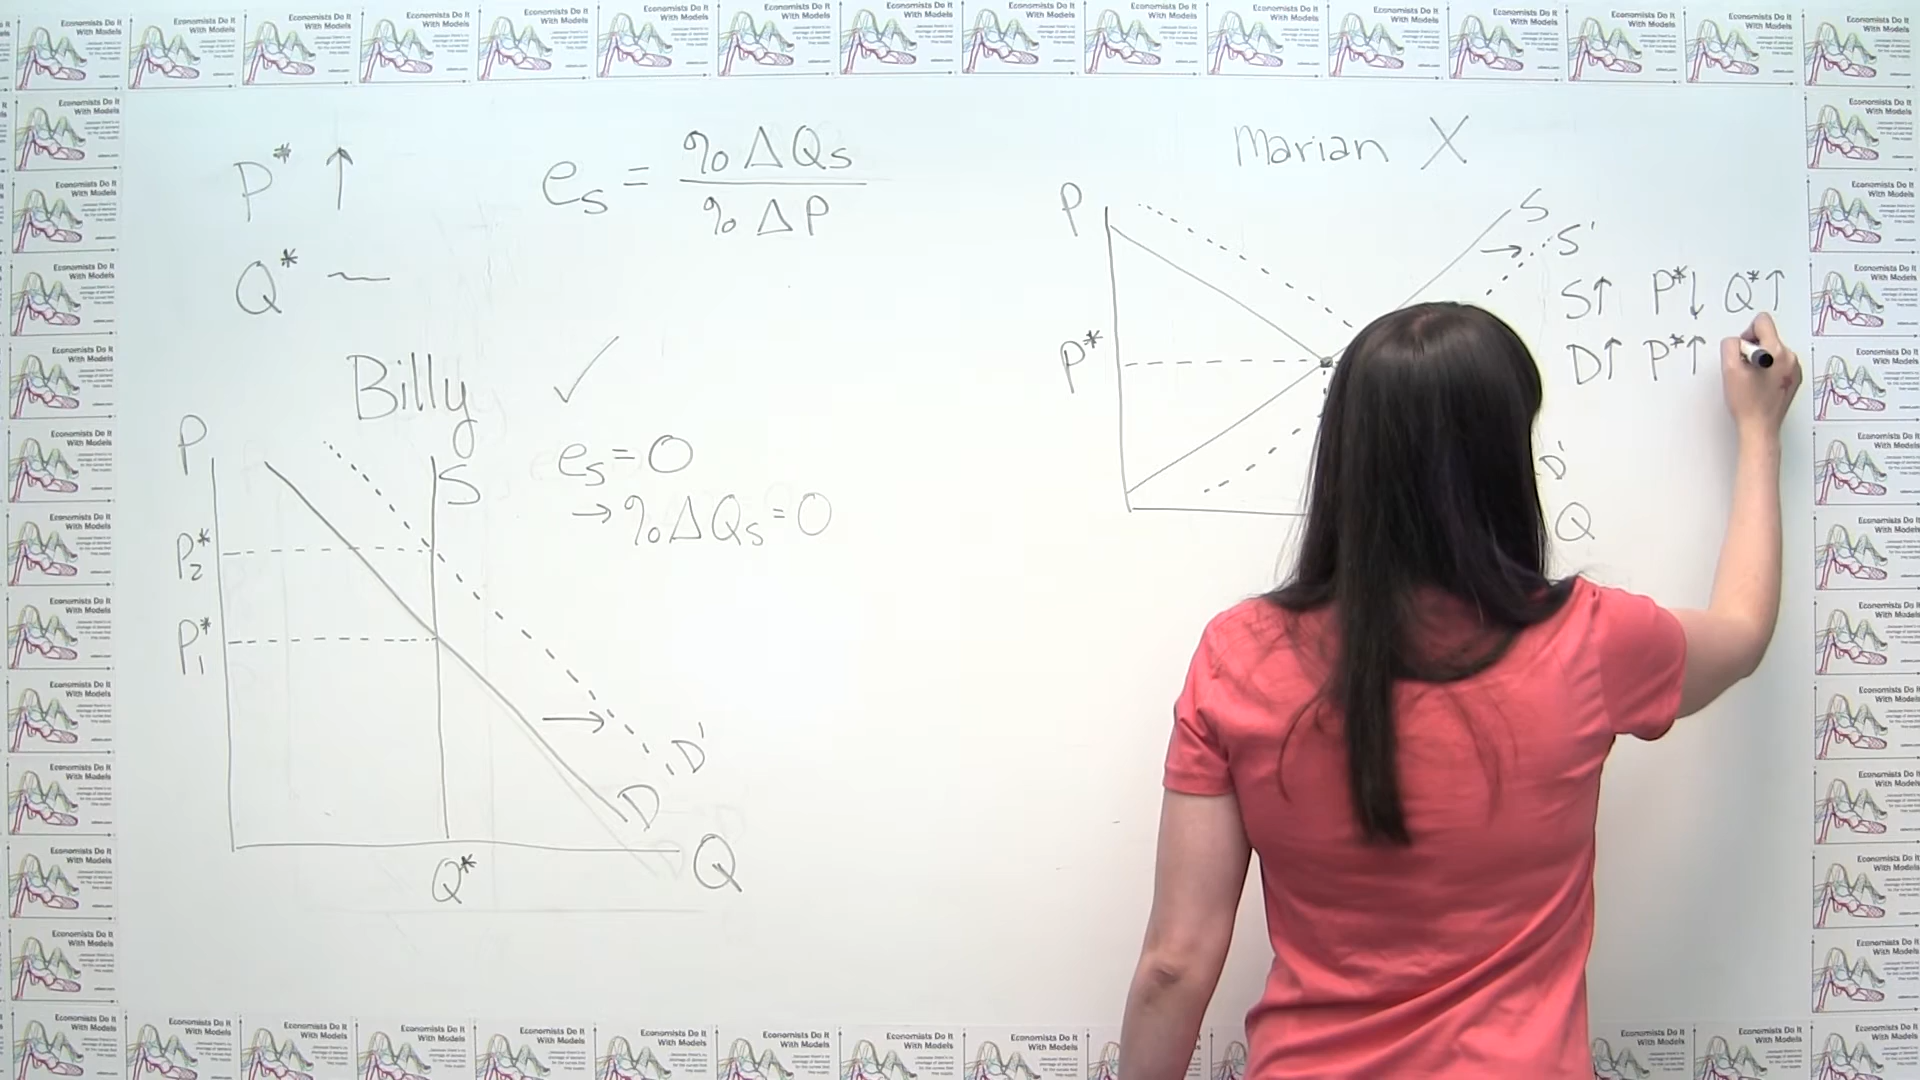 P* ↑
Q* ~
eₛ = %ΔQs / %ΔP
Billy ✓
P
S
eₛ = 0
→ %ΔQₛ = 0
P₂*
P₁*
D'
D
Q*
Q
Marian X
P
S
S'
S↑ P*↓ Q*↑
D↑ P*↑
P*
D'
Q
Economists Do It
With Models